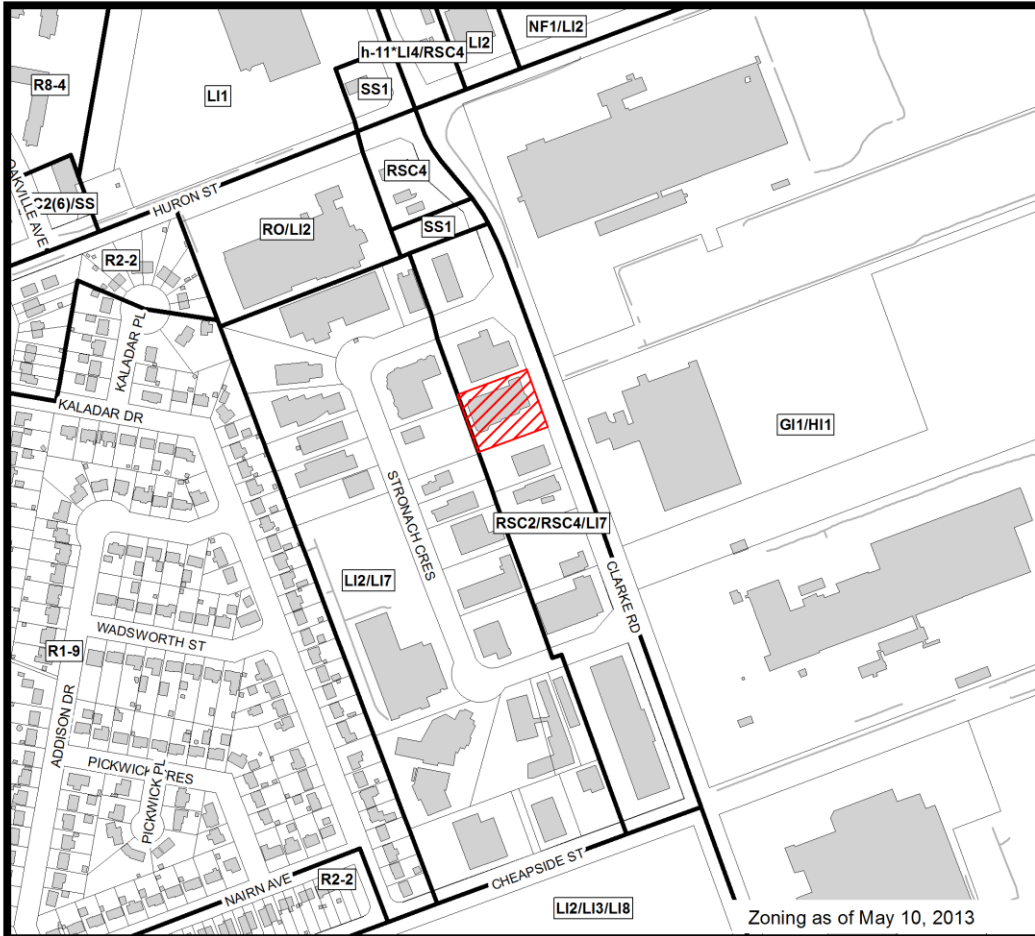 NF1/LI2
LI2
h-11*LI4/RSC4
R8-4
LI1
SS1
RSC4
OAKVILLE AVE
C2(6)/SS
HURON ST
RO/LI2
SS1
R2-2
KALADAR PL
KALADAR DR
GI1/HI1
STRONACH CRES
RSC2/RSC4/LI7
LI2/LI7
CLARKE RD
WADSWORTH ST
R1-9
ADDISON DR
PICKWICK CRES
PICKWICK PL
NAIRN AVE
R2-2
CHEAPSIDE ST
LI2/LI3/LI8
Zoning as of May 10, 2013